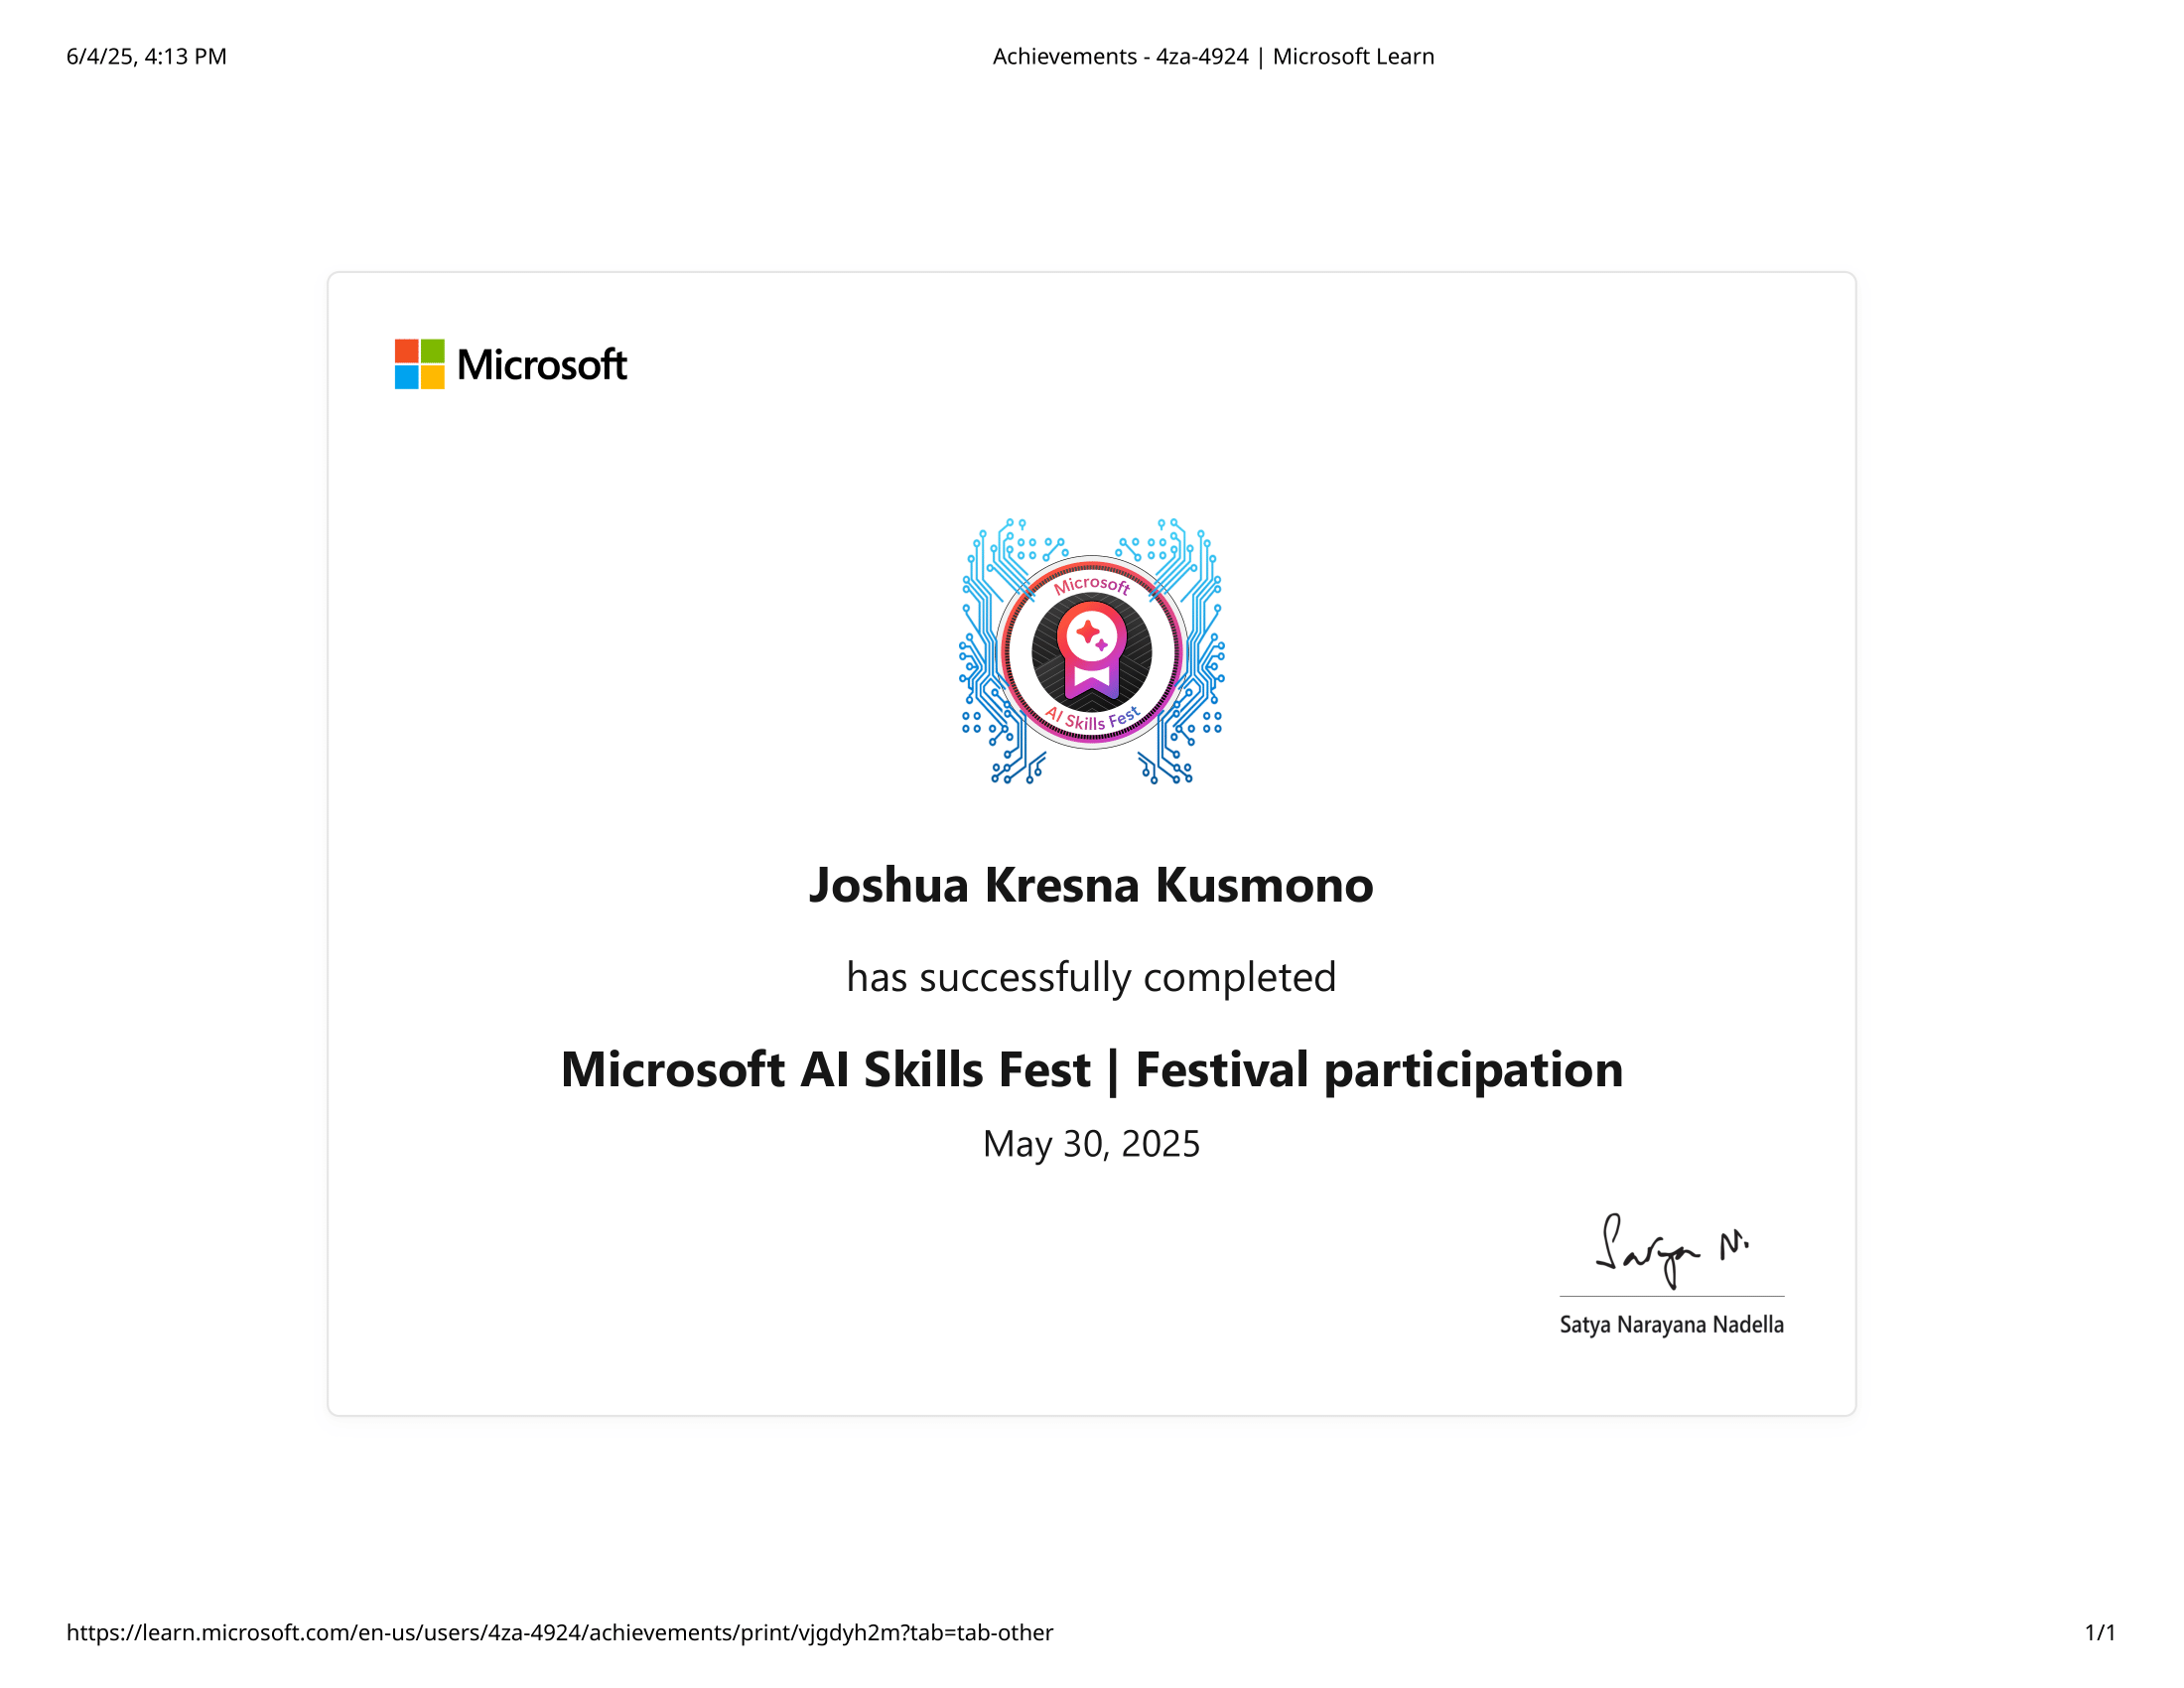 6/4/25, 4:13 PM
Achievements - 4za-4924 | Microsoft Learn
Microsoft
Microsoft
AI Skills Fest
Joshua Kresna Kusmono
has successfully completed
Microsoft AI Skills Fest | Festival participation
May 30, 2025
Satya N.
Satya Narayana Nadella
https://learn.microsoft.com/en-us/users/4za-4924/achievements/print/vjgdyh2m?tab=tab-other
1/1